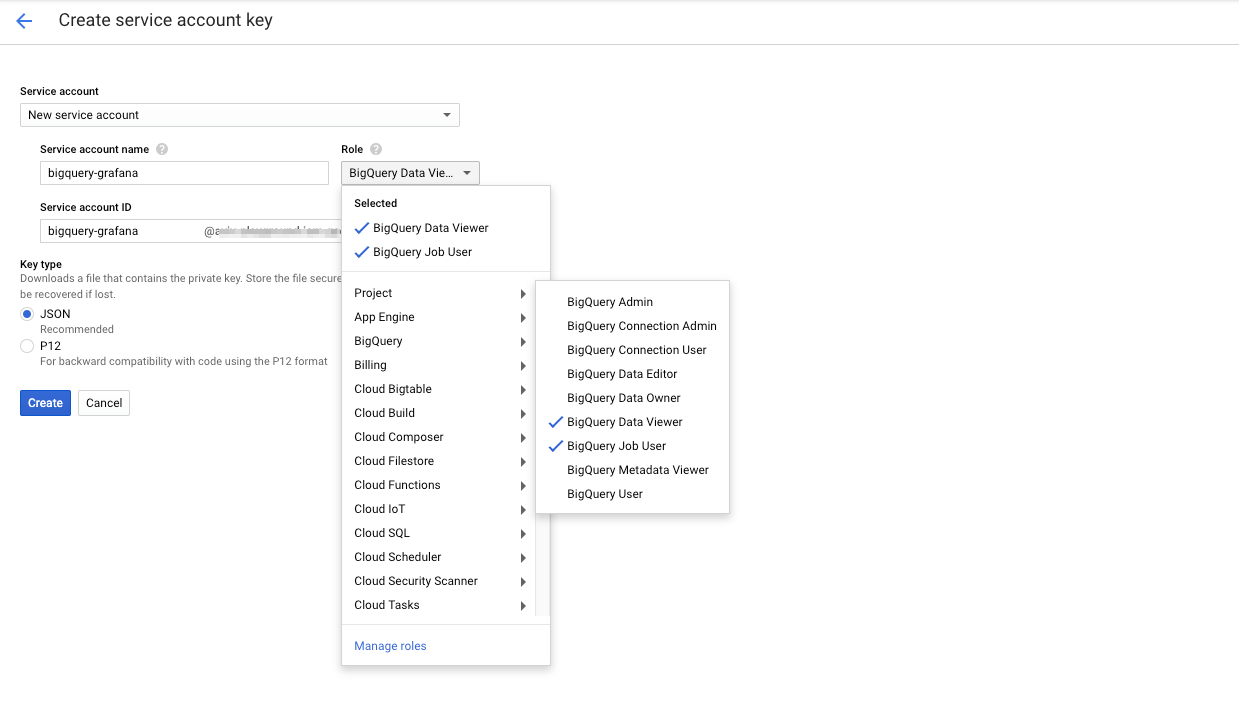 Create service account key
Service account
New service account
Service account name
Role
bigquery-grafana
BigQuery Data Vie...
Service account ID
bigquery-grafana
Selected
BigQuery Data Viewer
BigQuery Job User
Key type
Downloads a file that contains the private key. Store the file
be recovered if lost.
JSON
Recommended
P12
For backward compatibility with code using the P12 format
Create
Cancel
Project
App Engine
BigQuery
Billing
Cloud Bigtable
Cloud Build
Cloud Composer
Cloud Filestore
Cloud Functions
Cloud IoT
Cloud SQL
Cloud Scheduler
Cloud Security Scanner
Cloud Tasks
Manage roles
BigQuery Admin
BigQuery Connection Admin
BigQuery Connection User
BigQuery Data Editor
BigQuery Data Owner
BigQuery Data Viewer
BigQuery Job User
BigQuery Metadata Viewer
BigQuery User